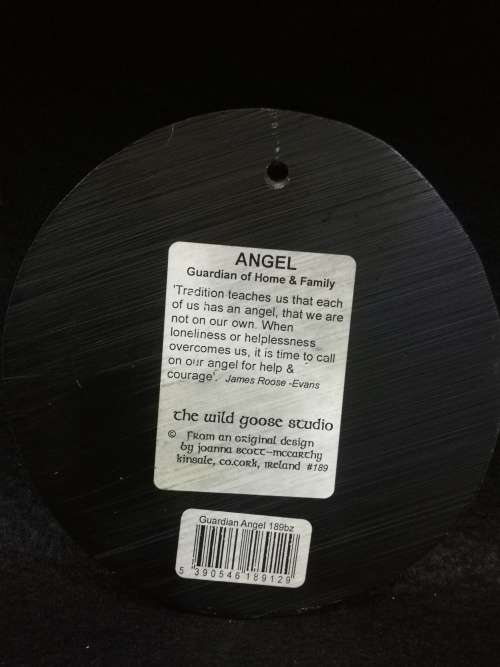 ANGEL
Guardian of Home & Family
'Tradition teaches us that each
of us has an angel, that we are
not on our own. When
loneliness or helplessness
overcomes us, it is time to call
on our angel for help &
courage'. James Roose -Evans
the wild goose studio
© From an original design
by joanna scott-mccarthy
kinsale, co.cork, ireland #189
Guardian Angel 189bz
5 390546 189129